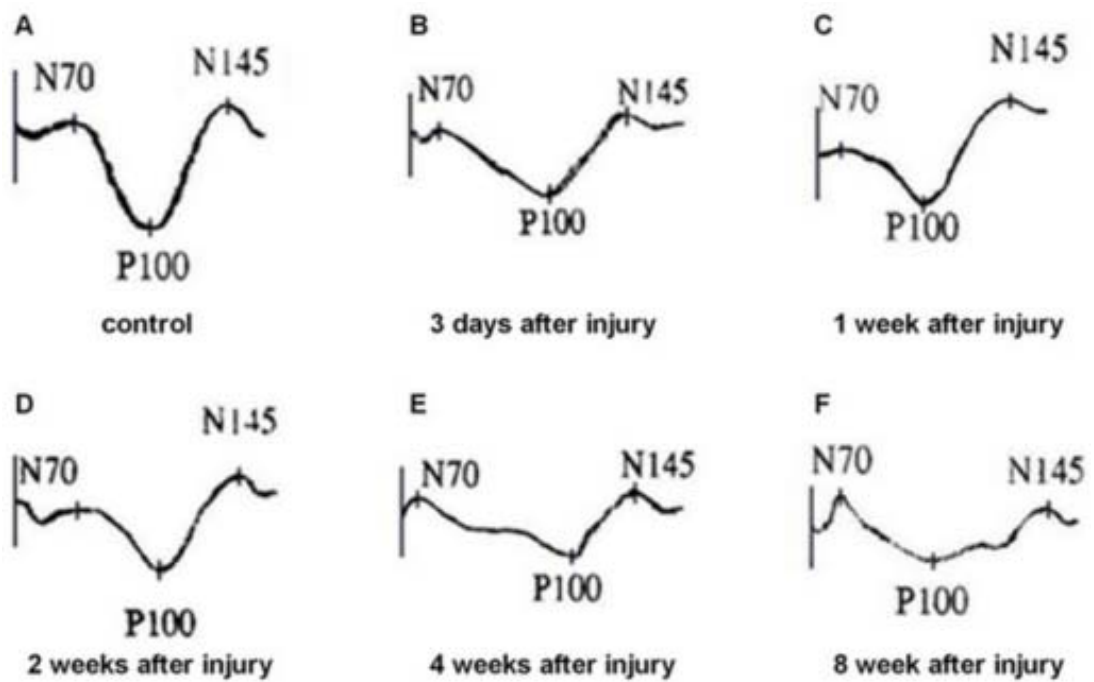 A
B
C
N70
N145
P100
control
N70
N145
P100
3 days after injury
N70
N145
P100
1 week after injury
D
E
F
N70
N145
P100
2 weeks after injury
N70
N145
P100
4 weeks after injury
N70
N145
P100
8 week after injury